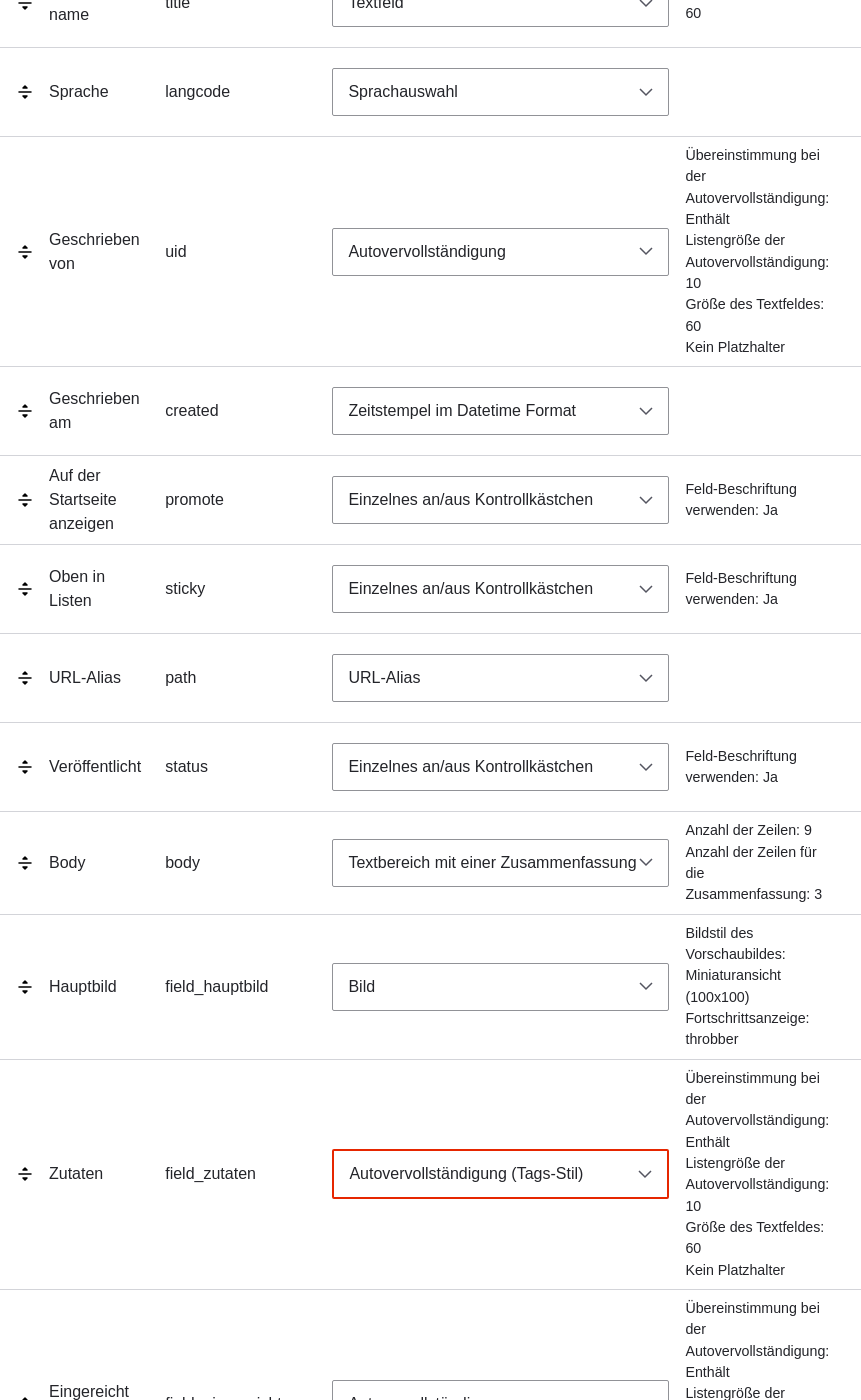 name
title
Textfeld
60
Sprache
langcode
Sprachauswahl
Geschrieben
von
uid
Autovervollständigung
Übereinstimmung bei
der
Autovervollständigung:
Enthält
Listengröße der
Autovervollständigung:
10
Größe des Textfeldes:
60
Kein Platzhalter
Geschrieben
am
created
Zeitstempel im Datetime Format
Auf der
Startseite
anzeigen
promote
Einzelnes an/aus Kontrollkästchen
Feld-Beschriftung
verwenden: Ja
Oben in
Listen
sticky
Einzelnes an/aus Kontrollkästchen
Feld-Beschriftung
verwenden: Ja
URL-Alias
path
URL-Alias
Veröffentlicht
status
Einzelnes an/aus Kontrollkästchen
Feld-Beschriftung
verwenden: Ja
Body
body
Textbereich mit einer Zusammenfassung
Anzahl der Zeilen: 9
Anzahl der Zeilen für
die
Zusammenfassung: 3
Hauptbild
field_hauptbild
Bild
Bildstil des
Vorschaubildes:
Miniaturansicht
(100x100)
Fortschrittsanzeige:
throbber
Zutaten
field_zutaten
Autovervollständigung (Tags-Stil)
Übereinstimmung bei
der
Autovervollständigung:
Enthält
Listengröße der
Autovervollständigung:
10
Größe des Textfeldes:
60
Kein Platzhalter
Eingereicht
Übereinstimmung bei
der
Autovervollständigung:
Enthält
Listengröße der